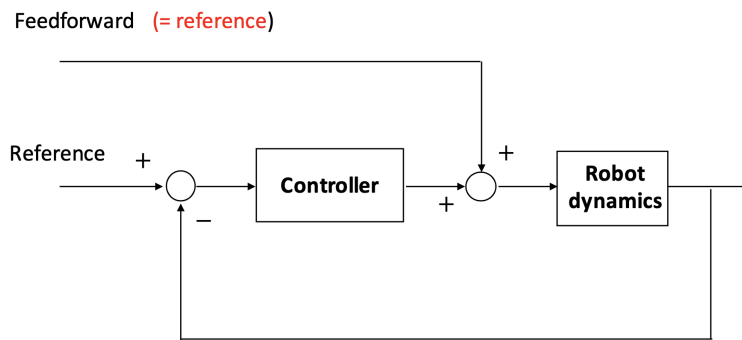 Feedforward (= reference)
Reference
+
+
Controller
Robot
dynamics
+
−